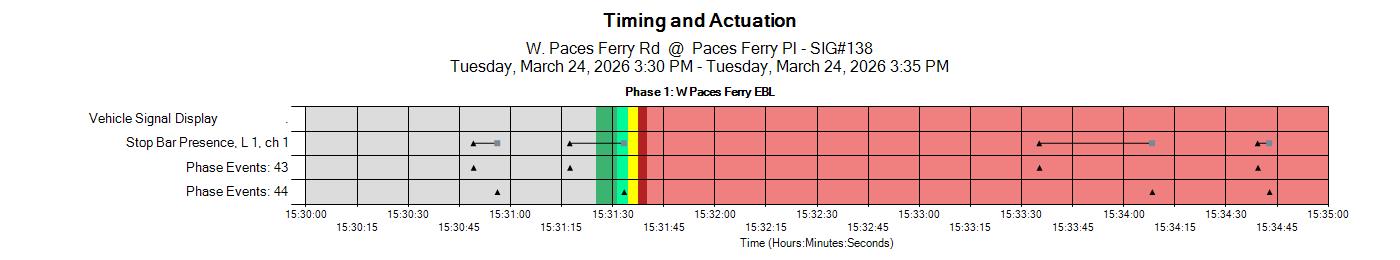 Timing and Actuation
W. Paces Ferry Rd @ Paces Ferry Pl - SIG#138
Tuesday, March 24, 2026 3:30 PM - Tuesday, March 24, 2026 3:35 PM
Phase 1: W Paces Ferry EBL
Vehicle Signal Display .
Stop Bar Presence, L 1, ch 1
Phase Events: 43
Phase Events: 44
15:30:00 15:30:30 15:31:00 15:31:30 15:32:00 15:32:30 15:33:00 15:33:30 15:34:00 15:34:30 15:35:00
15:30:15 15:30:45 15:31:15 15:31:45 15:32:15 15:32:45 15:33:15 15:33:45 15:34:15 15:34:45
Time (Hours:Minutes:Seconds)